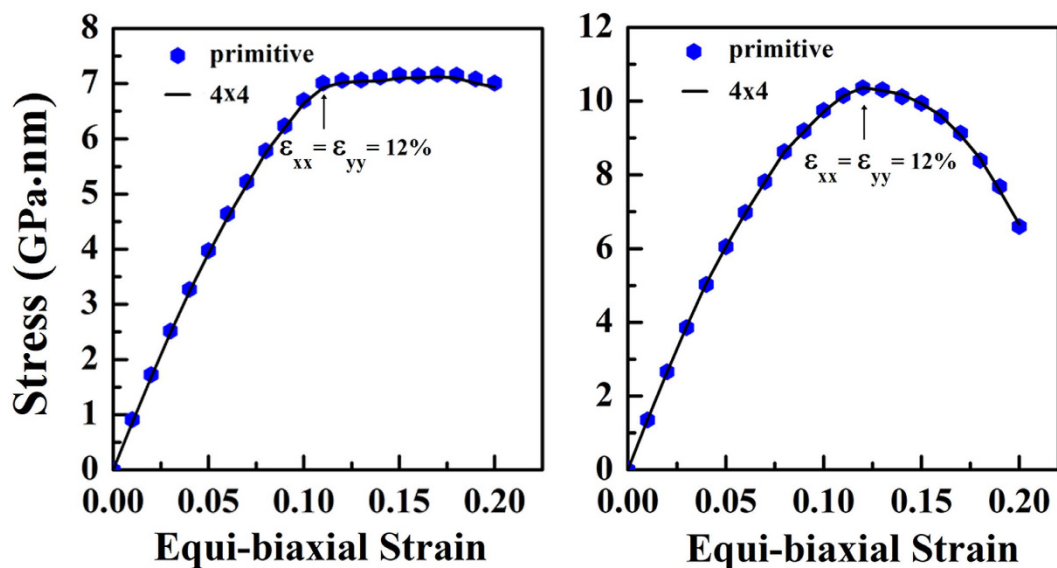 Stress (GPa·nm)
8
7
6
5
4
3
2
1
0
primitive
4x4
εxx = εyy = 12%
0.00 0.05 0.10 0.15 0.20
Equi-biaxial Strain
12
10
8
6
4
2
0
primitive
4x4
εxx = εyy = 12%
0.00 0.05 0.10 0.15 0.20
Equi-biaxial Strain